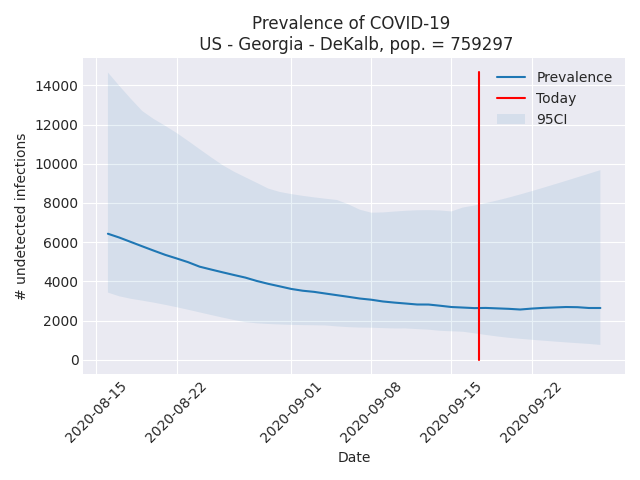 Prevalence of COVID-19
US - Georgia - DeKalb, pop. = 759297
14000
12000
10000
8000
6000
4000
2000
0
# undetected infections
Prevalence
Today
95CI
2020-08-15
2020-08-22
2020-09-01
2020-09-08
2020-09-15
2020-09-22
Date